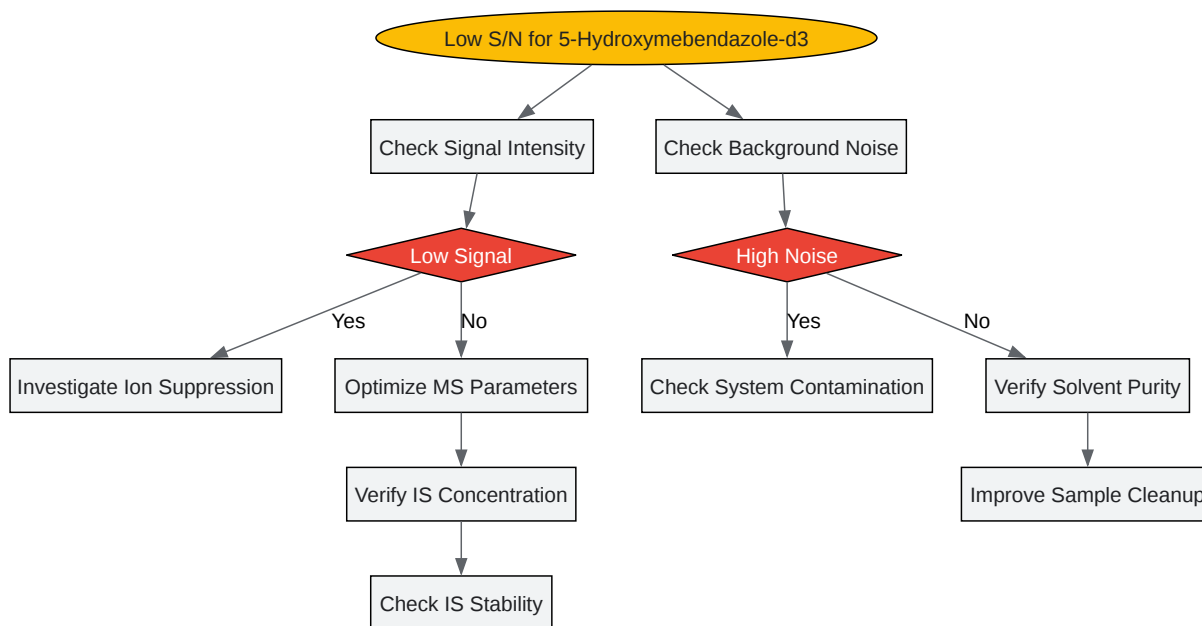 Low S/N for 5-Hydroxymebendazole-d3
Check Signal Intensity
Check Background Noise
Low Signal
High Noise
Yes
No
Yes
No
Investigate Ion Suppression
Optimize MS Parameters
Check System Contamination
Verify Solvent Purity
Verify IS Concentration
Improve Sample Cleanup
Check IS Stability